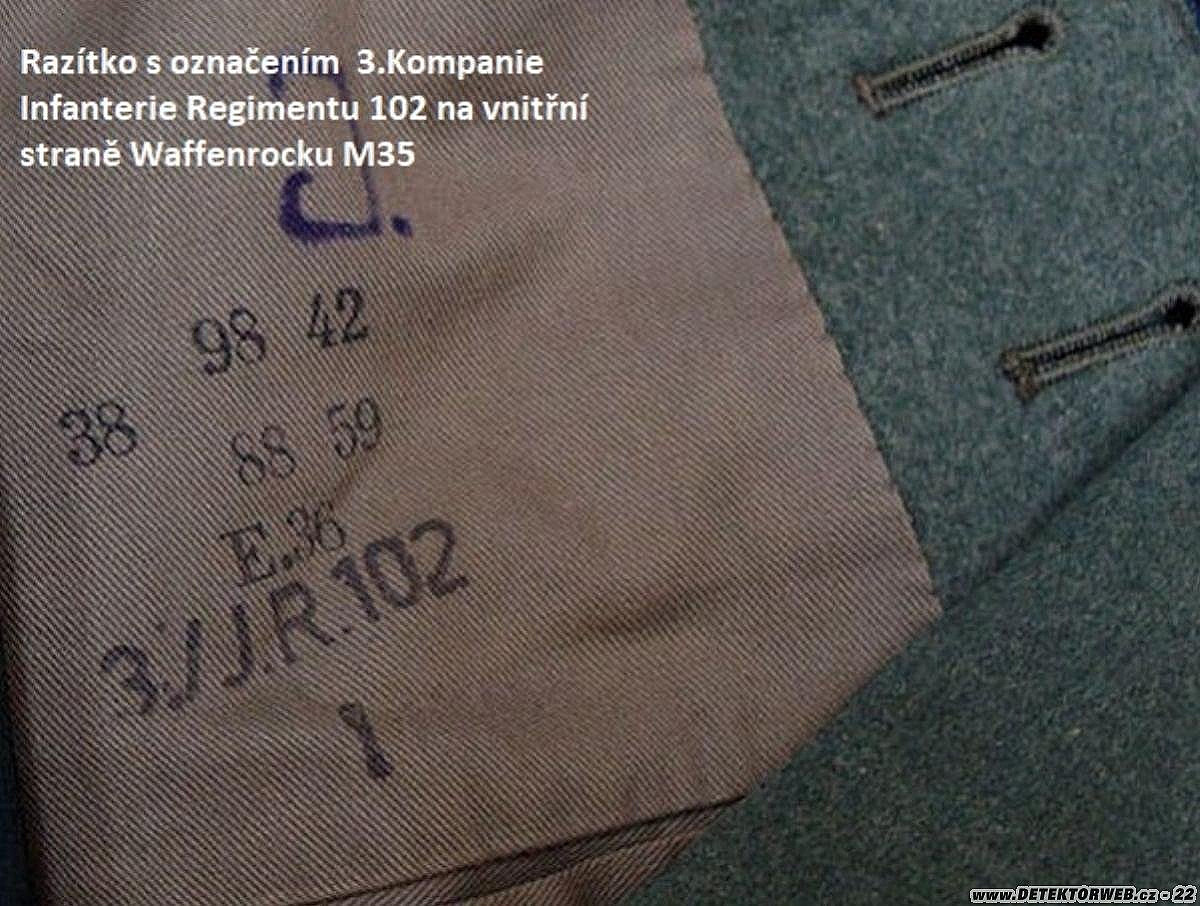 Razítko s označením 3.Kompanie
Infanterie Regimentu 102 na vnitřní
straně Waffenrocku M35
J.
98 42
38
88 59
E.36
3./J.R.102
www.DETEKTORWEB.cz - 22